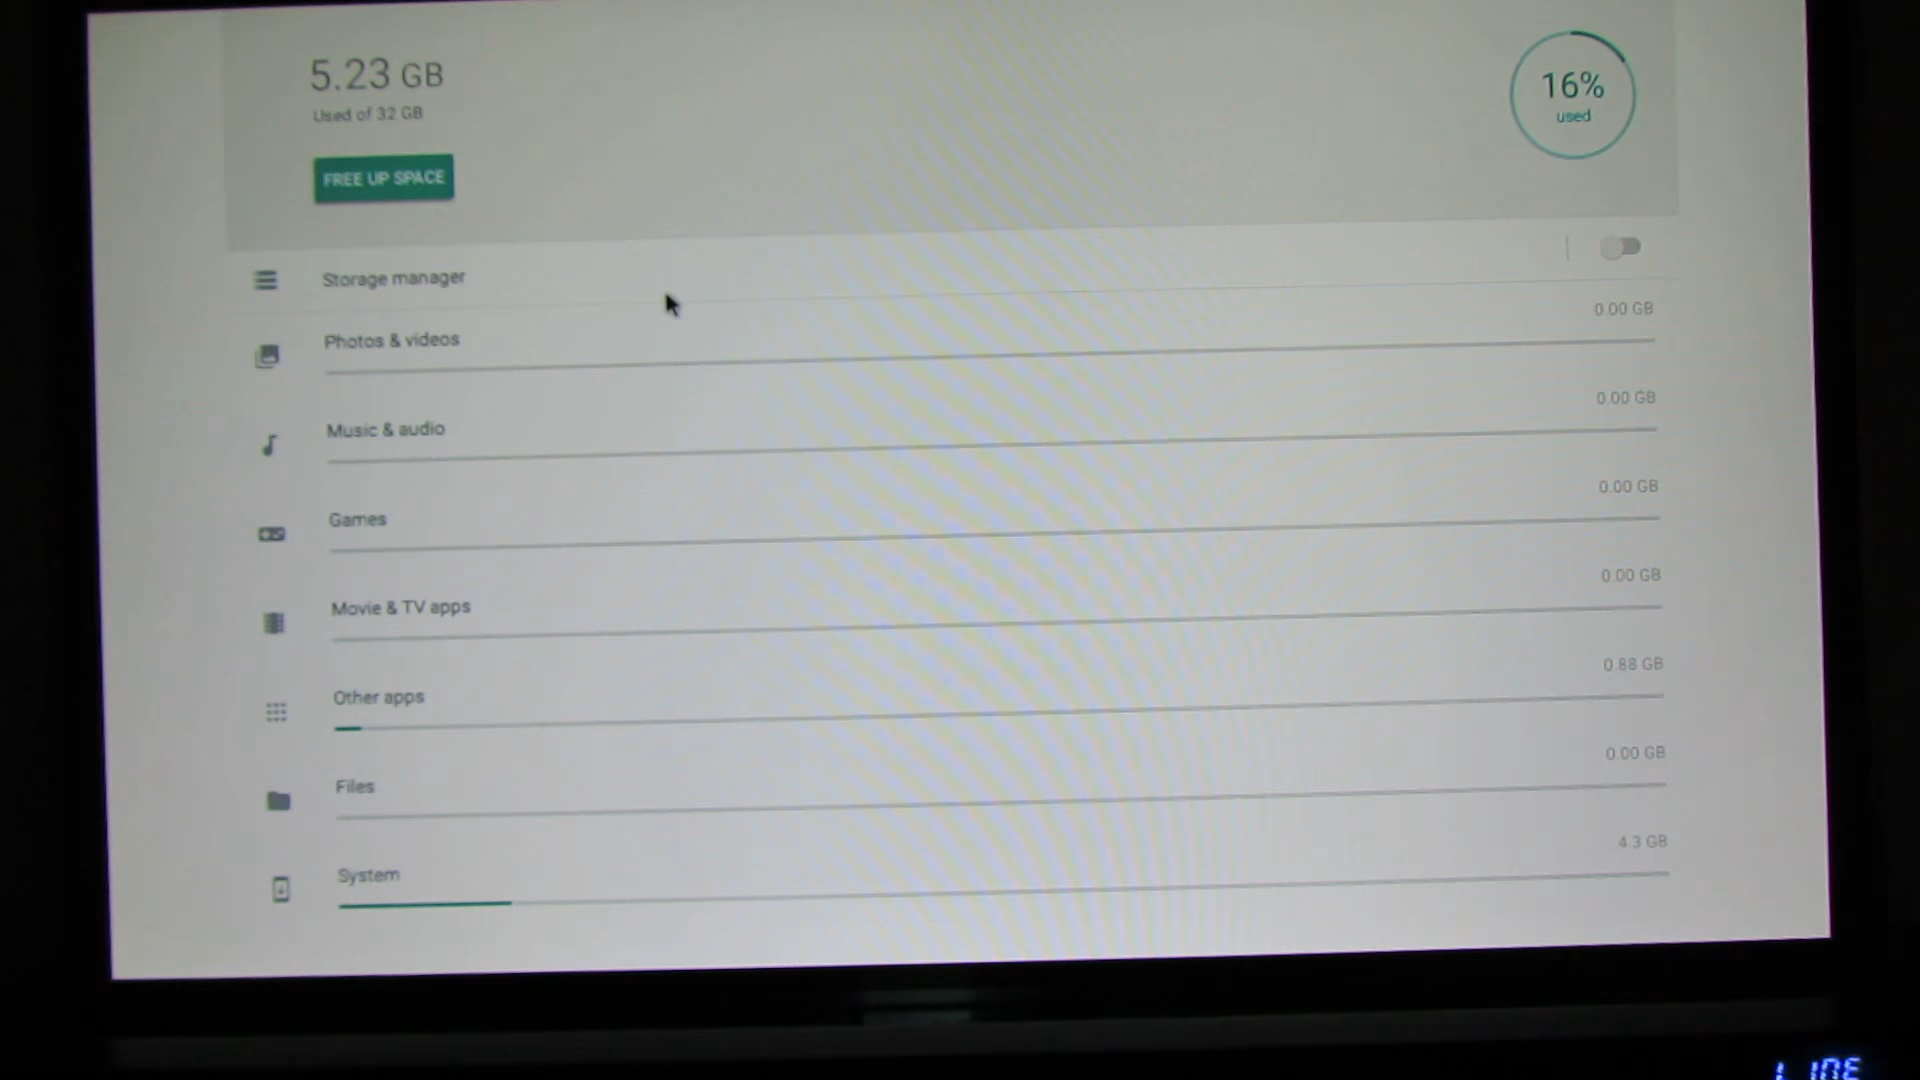 5.23 GB
Used of 32 GB
16%
used
FREE UP SPACE
Storage manager
Photos & videos
0.00 GB
Music & audio
0.00 GB
Games
0.00 GB
Movie & TV apps
0.00 GB
Other apps
0.88 GB
Files
0.00 GB
System
4.3 GB